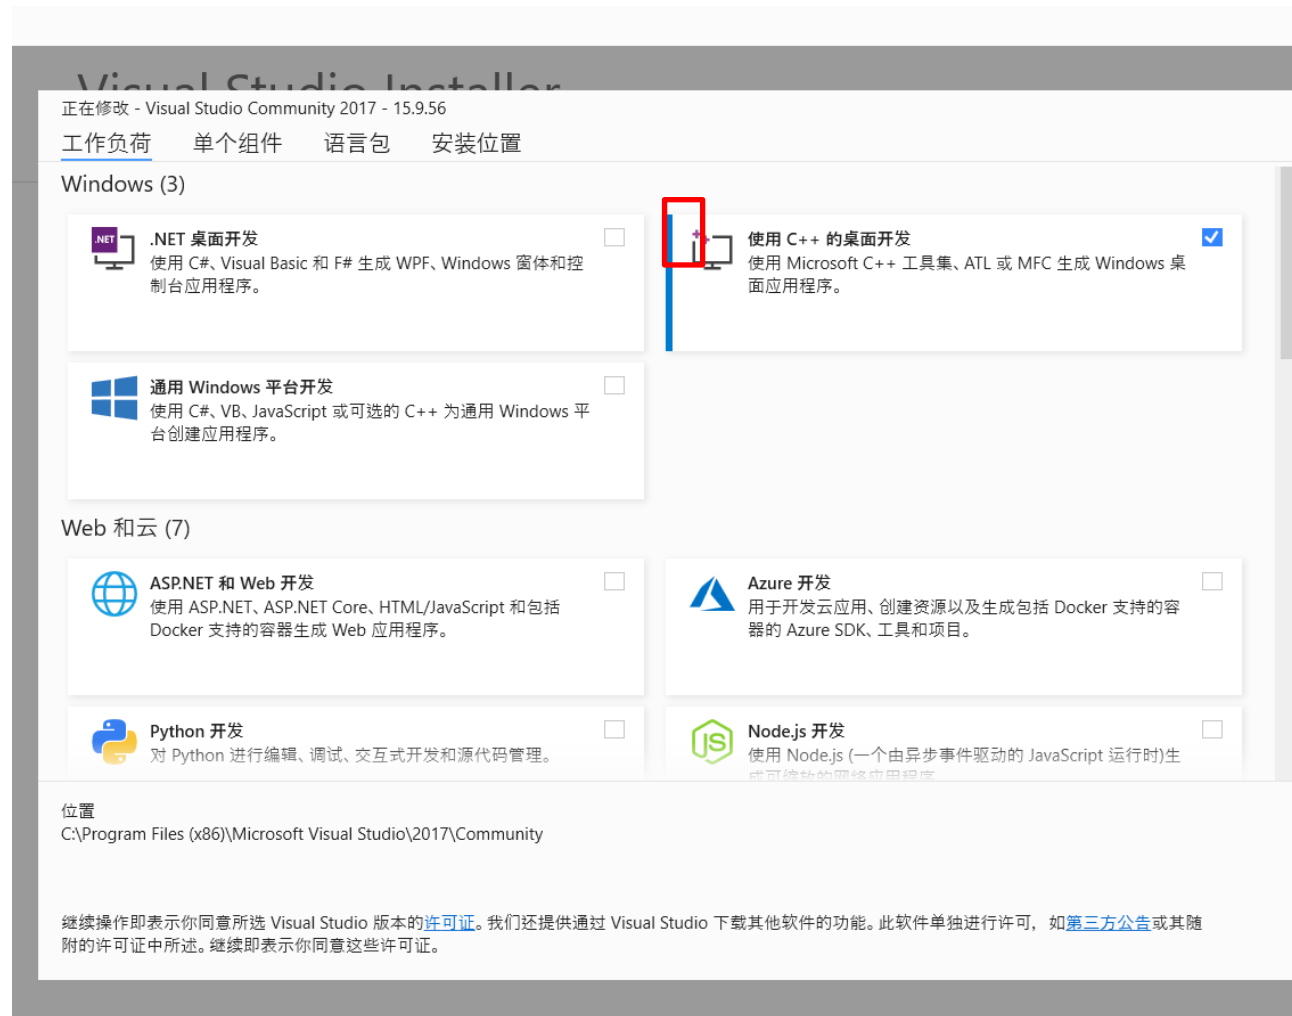 Visual Studio Installer
正在修改 - Visual Studio Community 2017 - 15.9.56
工作负荷 单个组件 语言包 安装位置
Windows (3)
.NET
.NET 桌面开发
使用 C#、Visual Basic 和 F# 生成 WPF、Windows 窗体和控
制台应用程序。
使用 C++ 的桌面开发
使用 Microsoft C++ 工具集、ATL 或 MFC 生成 Windows 桌
面应用程序。
通用 Windows 平台开发
使用 C#、VB、JavaScript 或可选的 C++ 为通用 Windows 平
台创建应用程序。
Web 和云 (7)
ASP.NET 和 Web 开发
使用 ASP.NET、ASP.NET Core、HTML/JavaScript 和包括
Docker 支持的容器生成 Web 应用程序。
Azure 开发
用于开发云应用、创建资源以及生成包括 Docker 支持的容
器的 Azure SDK、工具和项目。
Python 开发
对 Python 进行编辑、调试、交互式开发和源代码管理。
JS
Node.js 开发
使用 Node.js (一个由异步事件驱动的 JavaScript 运行时)生
成可缩放的网络应用程序
位置
C:\Program Files (x86)\Microsoft Visual Studio\2017\Community
继续操作即表示你同意所选 Visual Studio 版本的许可证。我们还提供通过 Visual Studio 下载其他软件的功能。此软件单独进行许可，如第三方公告或其随
附的许可证中所述。继续即表示你同意这些许可证。